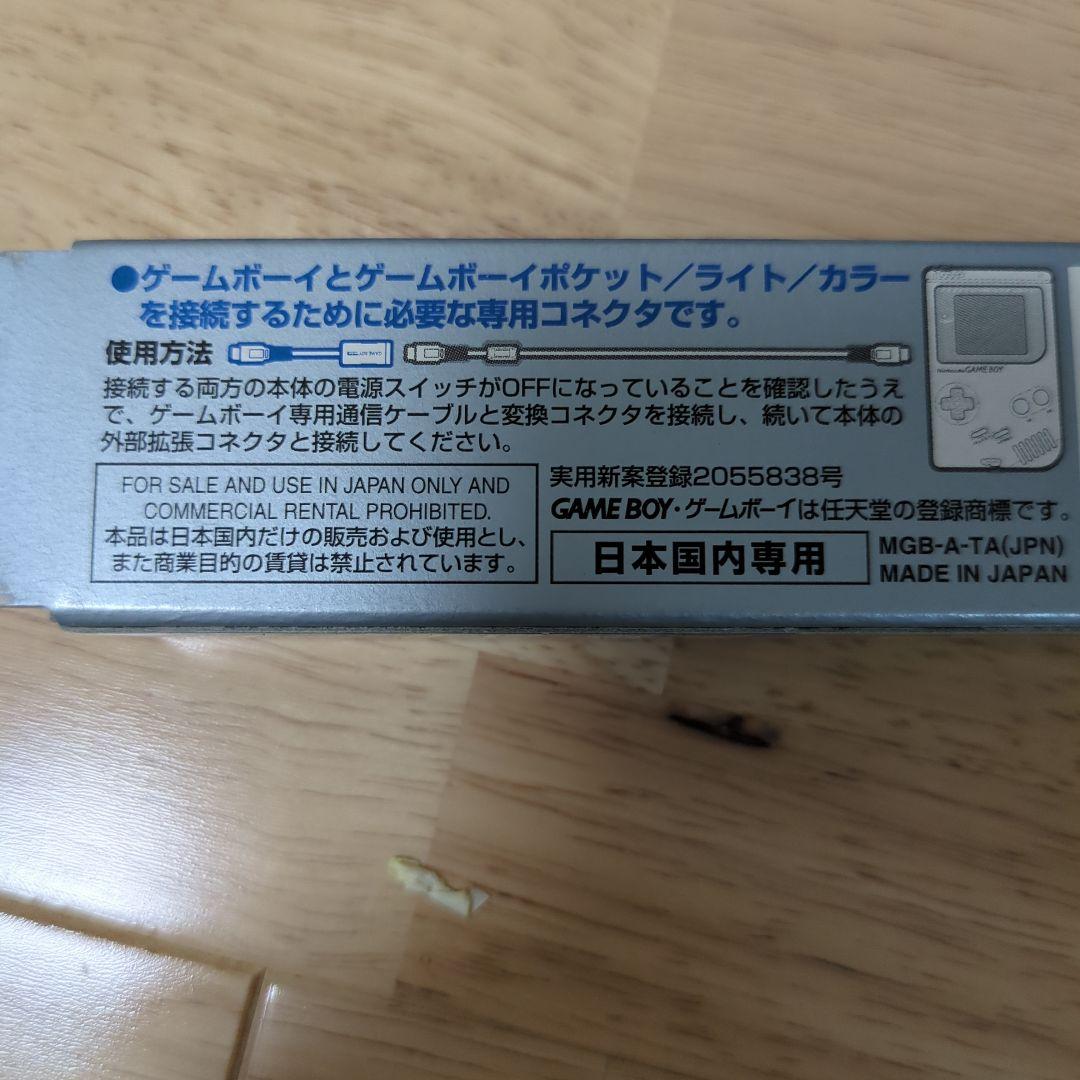 ●ゲームボーイとゲームボーイポケット／ライト／カラー
を接続するために必要な専用コネクタです。
使用方法
接続する両方の本体の電源スイッチがOFFになっていることを確認したうえ
で、ゲームボーイ専用通信ケーブルと変換コネクタを接続し、続いて本体の
外部拡張コネクタと接続してください。
FOR SALE AND USE IN JAPAN ONLY AND
COMMERCIAL RENTAL PROHIBITED.
本品は日本国内だけの販売および使用とし、
また商業目的の賃貸は禁止されています。
実用新案登録2055838号
GAME BOY・ゲームボーイは任天堂の登録商標です。
日本国内専用
MGB-A-TA(JPN)
MADE IN JAPAN
Nintendo GAME BOY